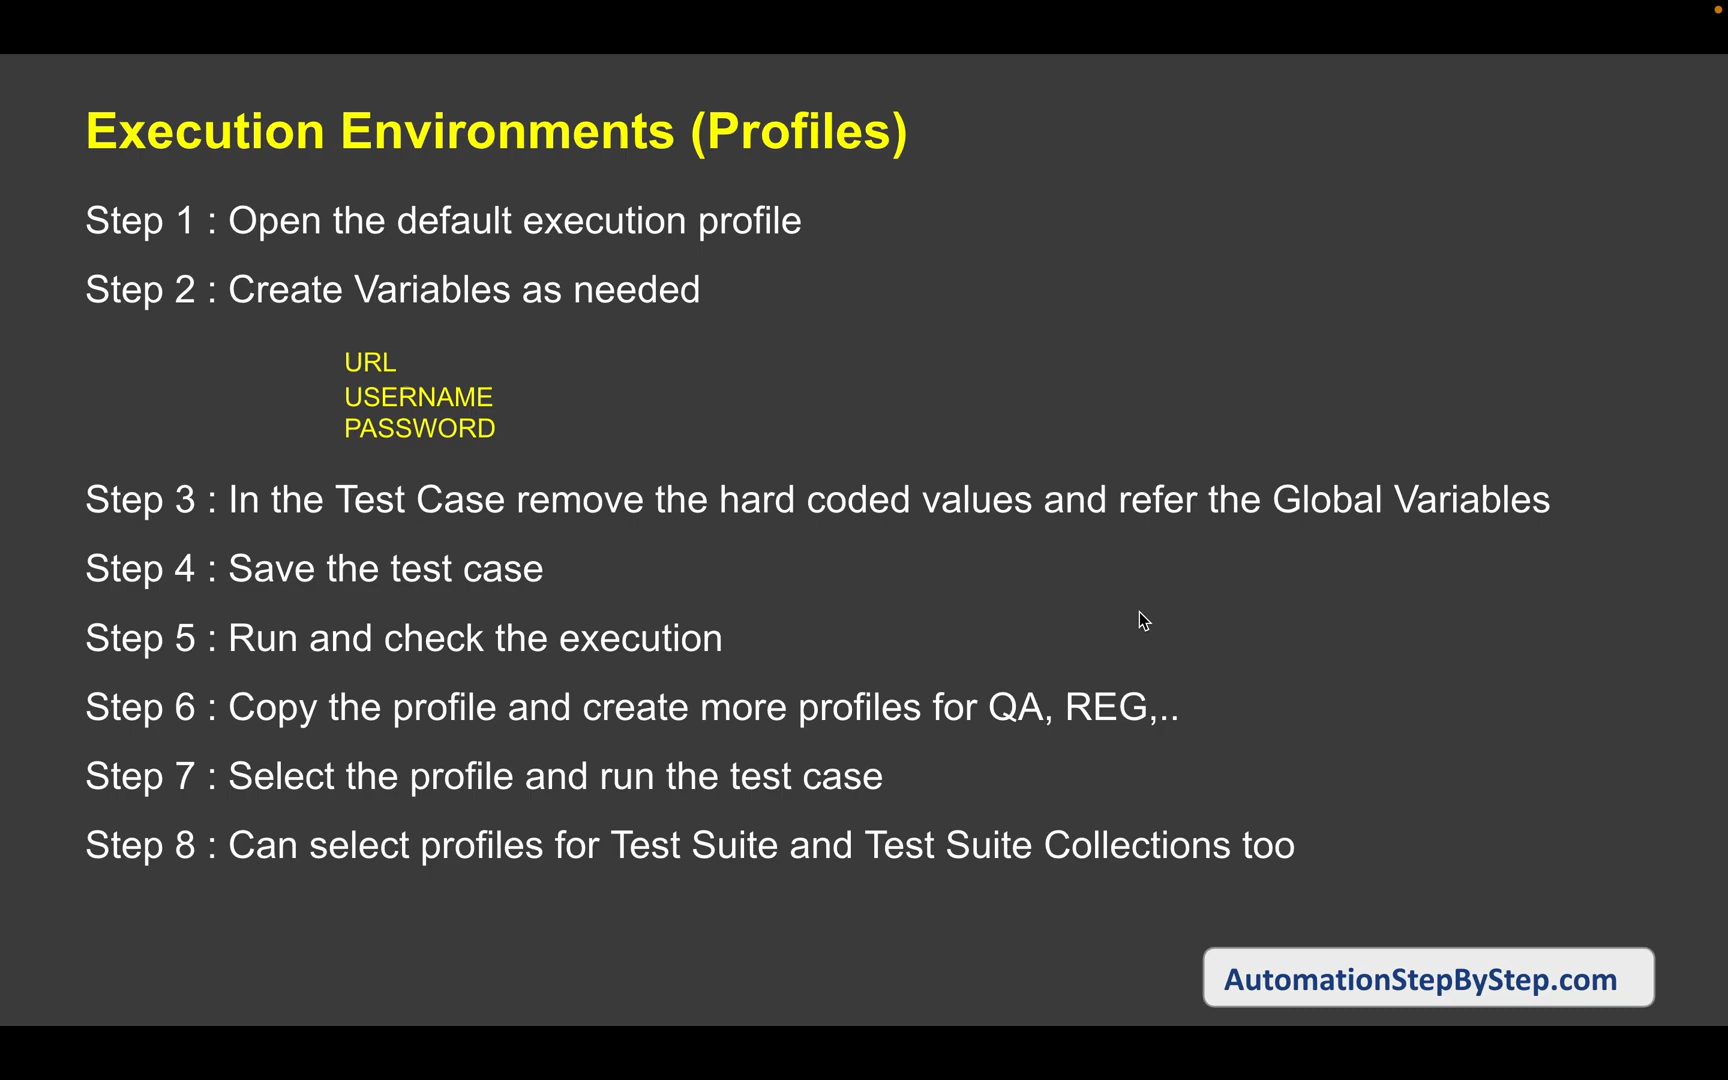 Execution Environments (Profiles)
Step 1 : Open the default execution profile
Step 2 : Create Variables as needed
URL
USERNAME
PASSWORD
Step 3 : In the Test Case remove the hard coded values and refer the Global Variables
Step 4 : Save the test case
Step 5 : Run and check the execution
Step 6 : Copy the profile and create more profiles for QA, REG,..
Step 7 : Select the profile and run the test case
Step 8 : Can select profiles for Test Suite and Test Suite Collections too
AutomationStepByStep.com